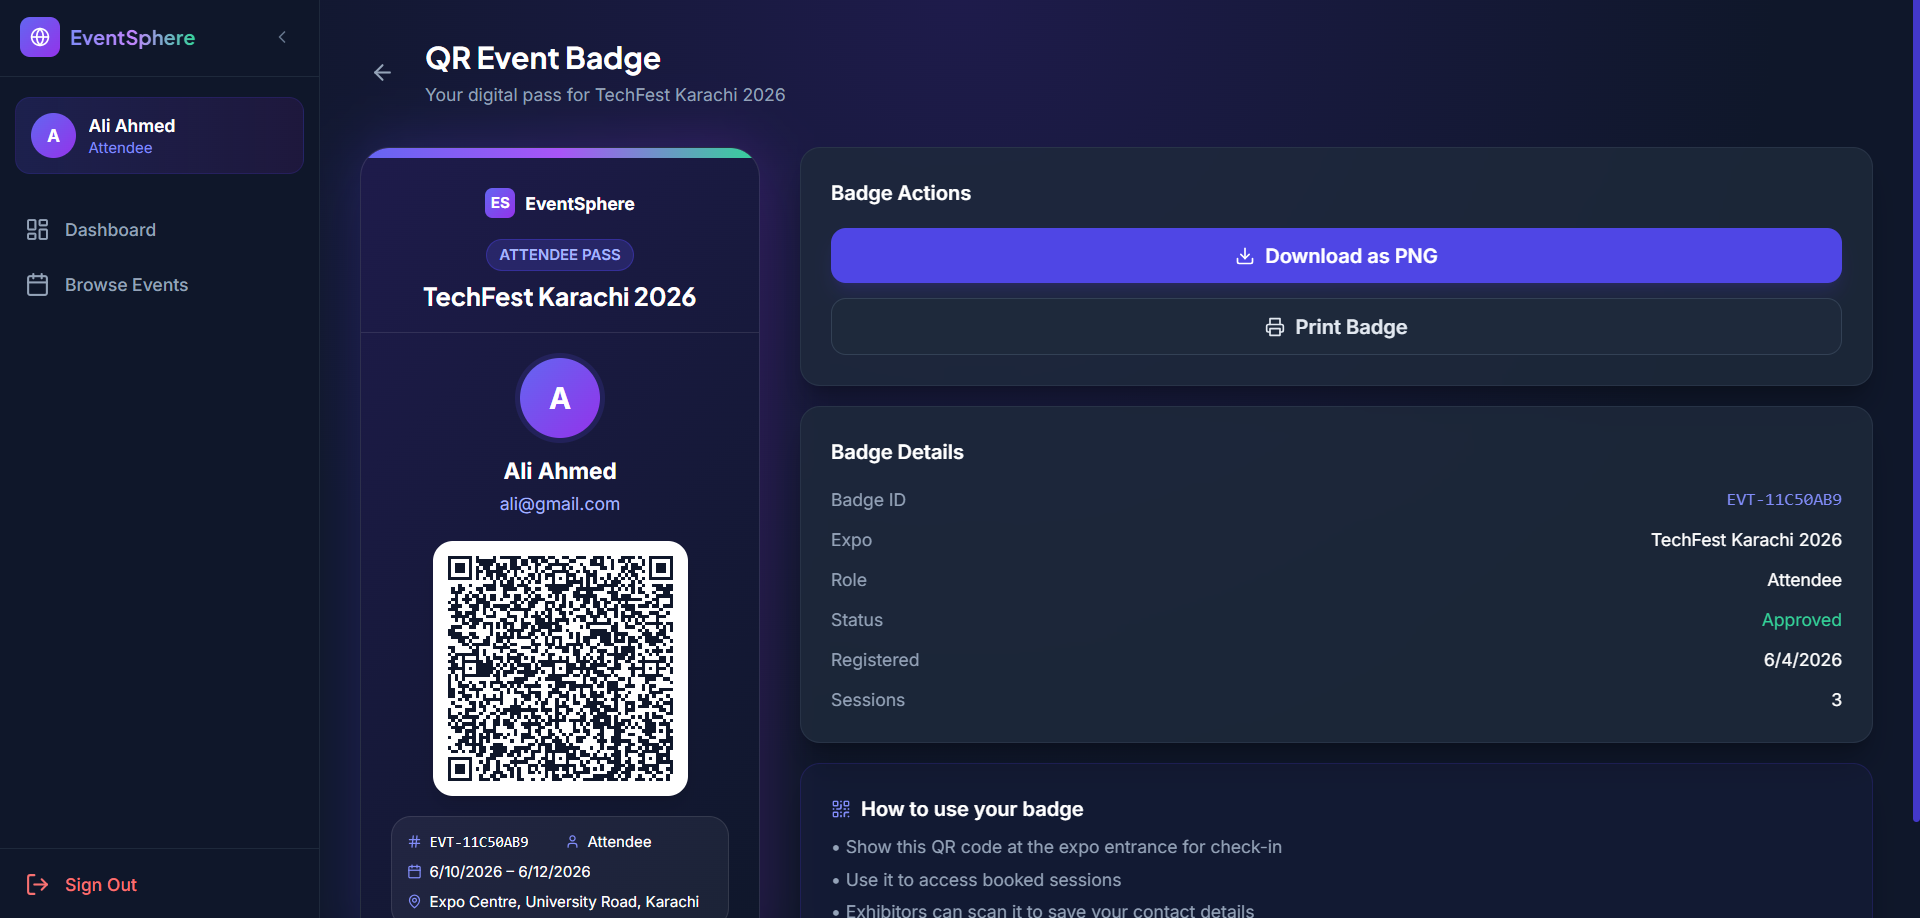 EventSphere
A
Ali Ahmed
Attendee
Dashboard
Browse Events
Sign Out
QR Event Badge
Your digital pass for TechFest Karachi 2026
ES EventSphere
ATTENDEE PASS
TechFest Karachi 2026
A
Ali Ahmed
ali@gmail.com
# EVT-11C50AB9 Attendee
6/10/2026 – 6/12/2026
Expo Centre, University Road, Karachi
Badge Actions
Download as PNG
Print Badge
Badge Details
Badge ID EVT-11C50AB9
Expo TechFest Karachi 2026
Role Attendee
Status Approved
Registered 6/4/2026
Sessions 3
How to use your badge
• Show this QR code at the expo entrance for check-in
• Use it to access booked sessions
• Exhibitors can scan it to save your contact details